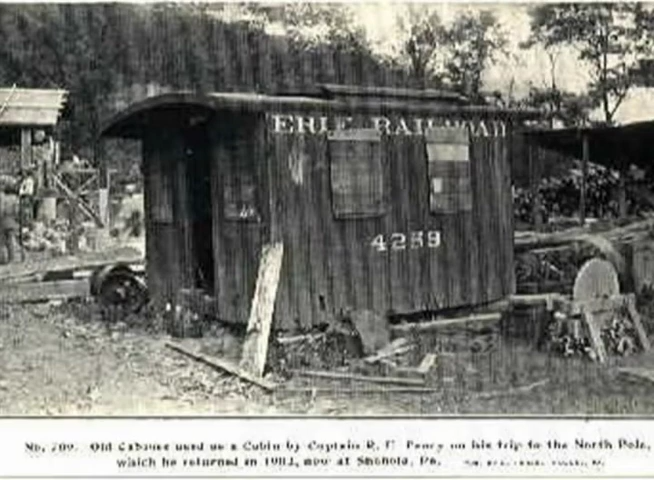 ERIE RAILROAD
4259
No. 709. Old Caboose used as a Cabin by Captain R. E. Peary on his trip to the North Pole,
which he returned in 1902, now at Shohola, Pa.